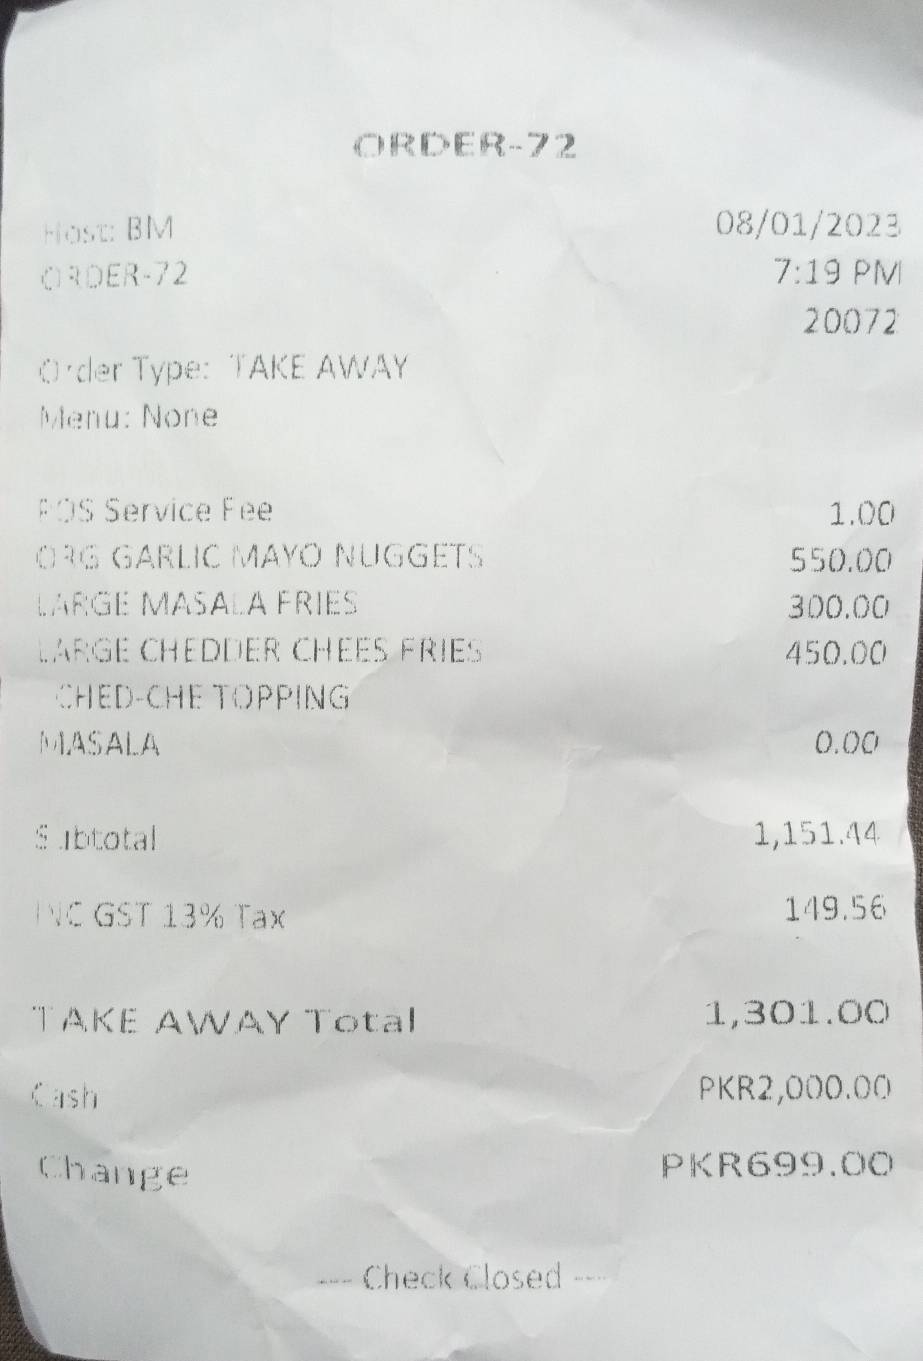 ORDER-72
Host: BM 08/01/2023
ORDER-72 7:19 PM
20072
Order Type: TAKE AWAY
Menu: None
POS Service Fee 1.00
ORG GARLIC MAYO NUGGETS 550.00
LARGE MASALA FRIES 300.00
LARGE CHEDDER CHEES FRIES 450.00
CHED-CHE TOPPING
MASALA 0.00
Subtotal 1,151.44
INC GST 13% Tax 149.56
TAKE AWAY Total 1,301.00
Cash PKR2,000.00
Change PKR699.00
--- Check Closed ---